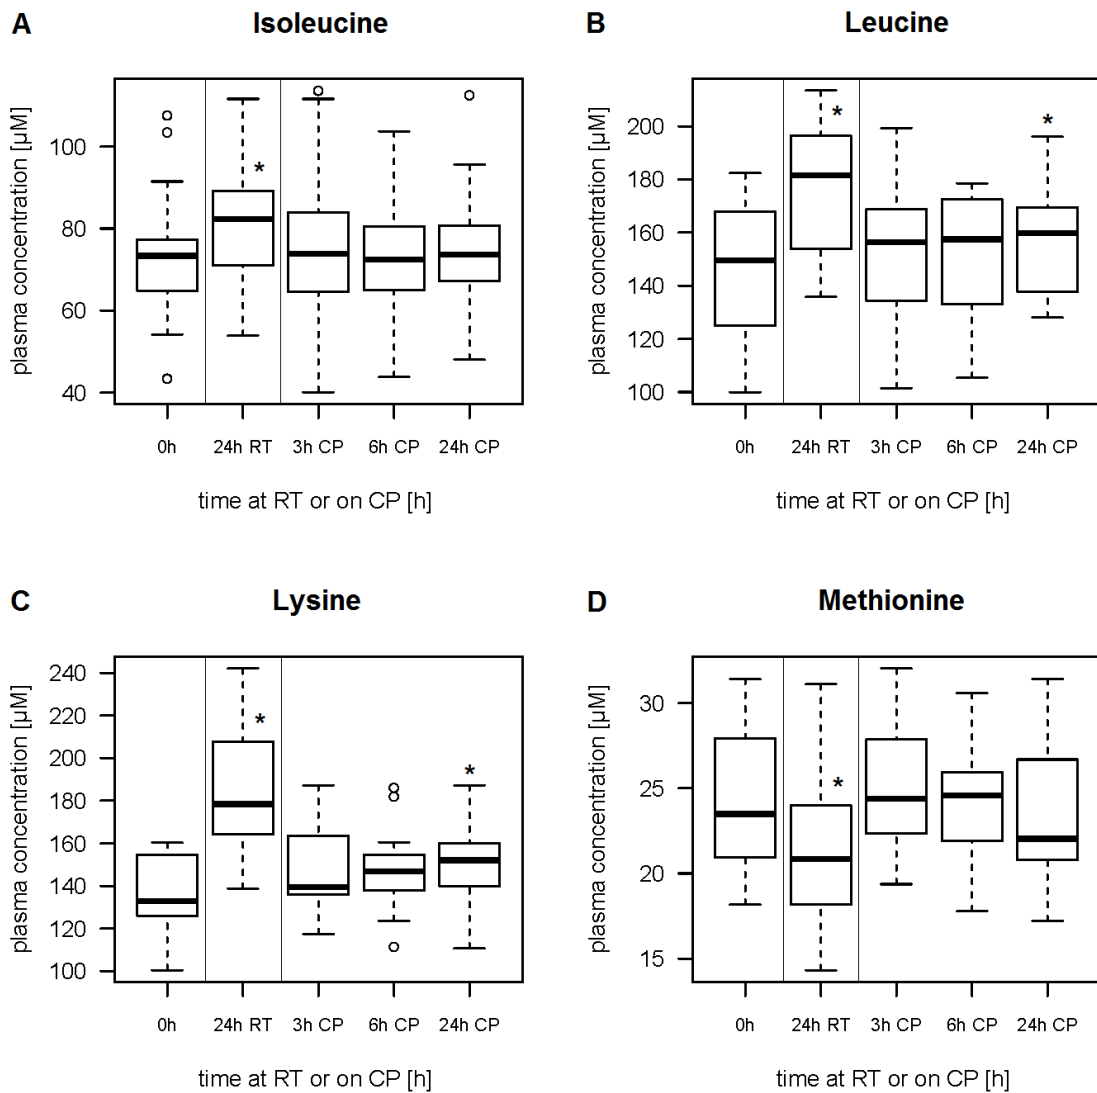 A Isoleucine
plasma concentration [µM]
100
80
60
40
*
0h 24h RT 3h CP 6h CP 24h CP
time at RT or on CP [h]
B Leucine
plasma concentration [µM]
200
180
160
140
120
100
* *
0h 24h RT 3h CP 6h CP 24h CP
time at RT or on CP [h]
C Lysine
plasma concentration [µM]
240
220
200
180
160
140
120
100
* *
0h 24h RT 3h CP 6h CP 24h CP
time at RT or on CP [h]
D Methionine
plasma concentration [µM]
30
25
20
15
*
0h 24h RT 3h CP 6h CP 24h CP
time at RT or on CP [h]